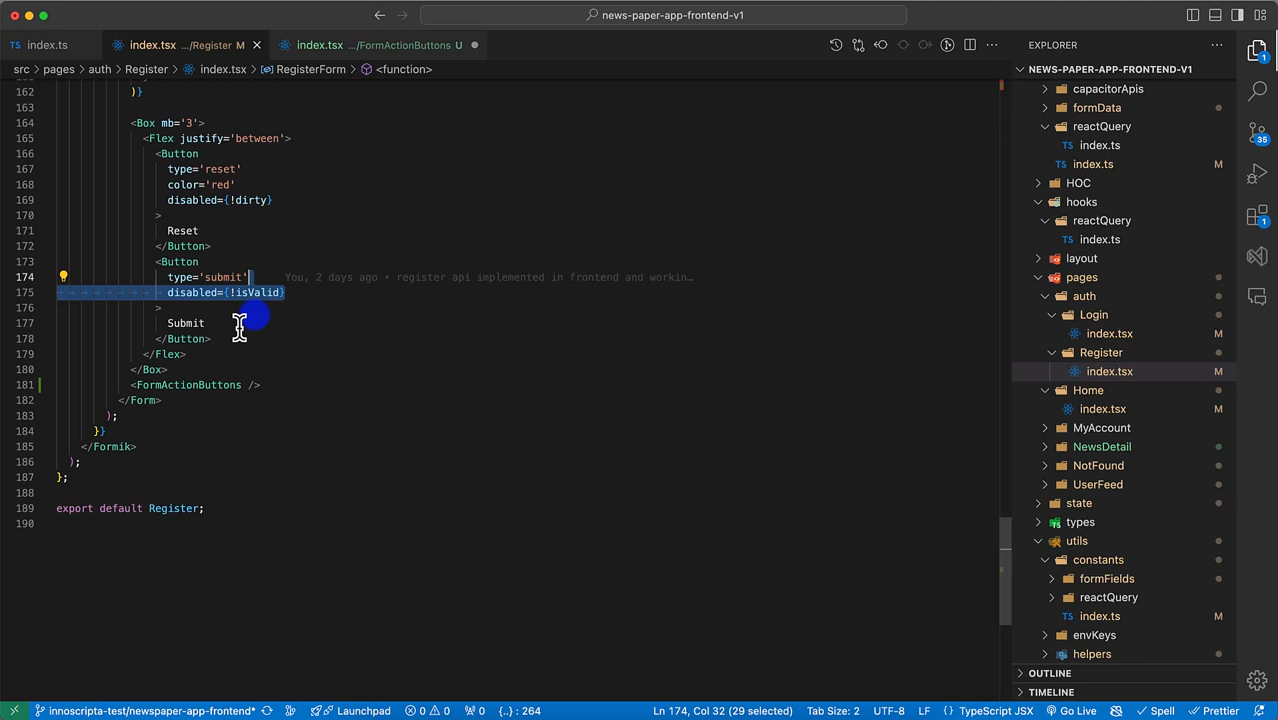 news-paper-app-frontend-v1
index.ts
index.tsx .../Register M
index.tsx .../FormActionButtons U
EXPLORER
src > pages > auth > Register > index.tsx > RegisterForm > <function>
NEWS-PAPER-APP-FRONTEND-V1
162 )}
163
164 <Box mb='3'>
165 <Flex justify='between'>
166 <Button
167 type='reset'
168 color='red'
169 disabled={!dirty}
170 >
171 Reset
172 </Button>
173 <Button
174 type='submit' You, 2 days ago • register api implemented in frontend and workin…
175 disabled={!isValid}
176 >
177 Submit
178 </Button>
179 </Flex>
180 </Box>
181 <FormActionButtons />
182 </Form>
183 );
184 }}
185 </Formik>
186 );
187 };
188
189 export default Register;
190
capacitorApis
formData
reactQuery
TS index.ts
TS index.ts M
HOC
hooks
reactQuery
TS index.ts
layout
pages
auth
Login
index.tsx M
Register
index.tsx M
Home
index.tsx M
MyAccount
NewsDetail
NotFound
UserFeed
state
types
utils
constants
formFields
reactQuery
TS index.ts M
envKeys
helpers
OUTLINE
TIMELINE
1
35
1
innoscripta-test/newspaper-app-frontend* Launchpad 0 0 0 {..} : 264 Ln 174, Col 32 (29 selected) Tab Size: 2 UTF-8 LF {} TypeScript JSX Go Live Spell Prettier